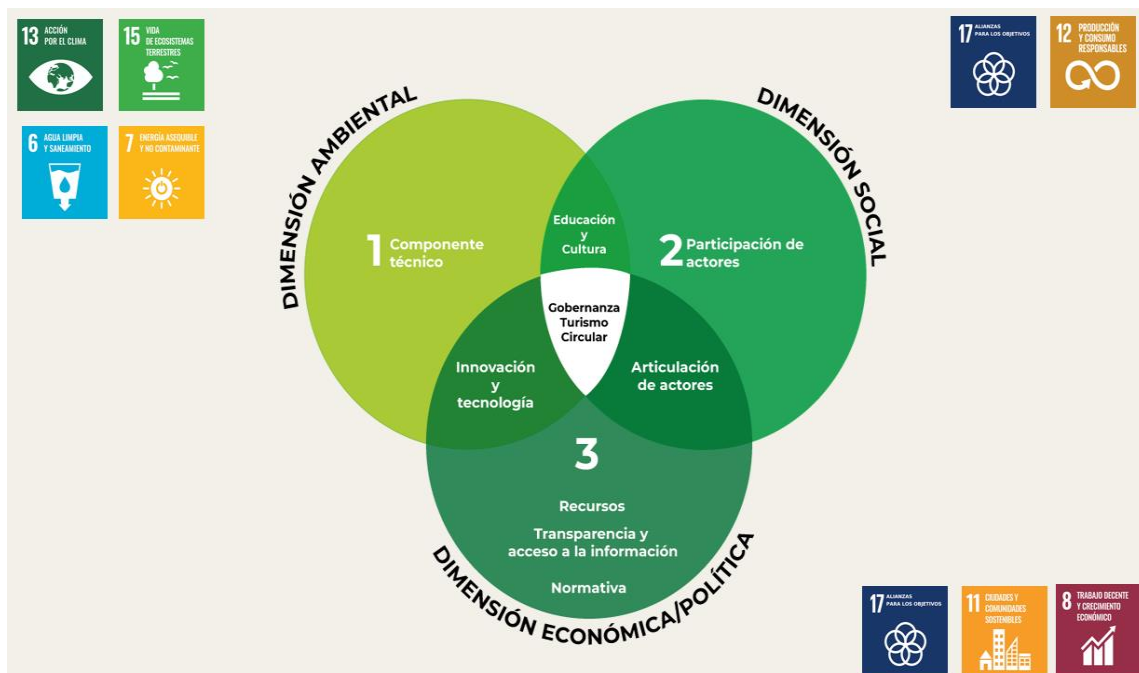 13 ACCIÓN
POR EL CLIMA
15 VIDA
DE ECOSISTEMAS
TERRESTRES
6 AGUA LIMPIA
Y SANEAMIENTO
7 ENERGÍA ASEQUIBLE
Y NO CONTAMINANTE
17 ALIANZAS
PARA LOS OBJETIVOS
12 PRODUCCIÓN
Y CONSUMO
RESPONSABLES
DIMENSIÓN AMBIENTAL
DIMENSIÓN SOCIAL
Educación
y
Cultura
1 Componente
técnico
2 Participación de
actores
Gobernanza
Turismo
Circular
Innovación
y
tecnología
Articulación
de actores
3
Recursos
Transparencia y
acceso a la información
Normativa
DIMENSIÓN ECONÓMICA/POLÍTICA
17 ALIANZAS
PARA LOS OBJETIVOS
11 CIUDADES Y
COMUNIDADES
SOSTENIBLES
8 TRABAJO DECENTE
Y CRECIMIENTO
ECONÓMICO